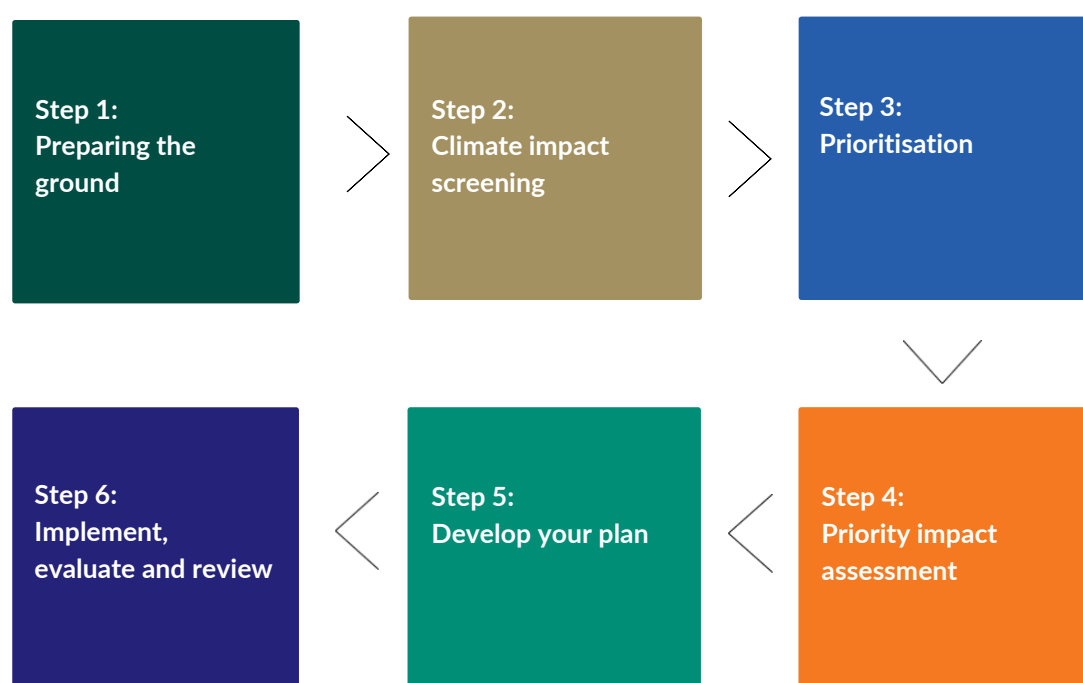 Step 1:
Preparing the
ground
Step 2:
Climate impact
screening
Step 3:
Prioritisation
Step 4:
Priority impact
assessment
Step 5:
Develop your plan
Step 6:
Implement,
evaluate and review